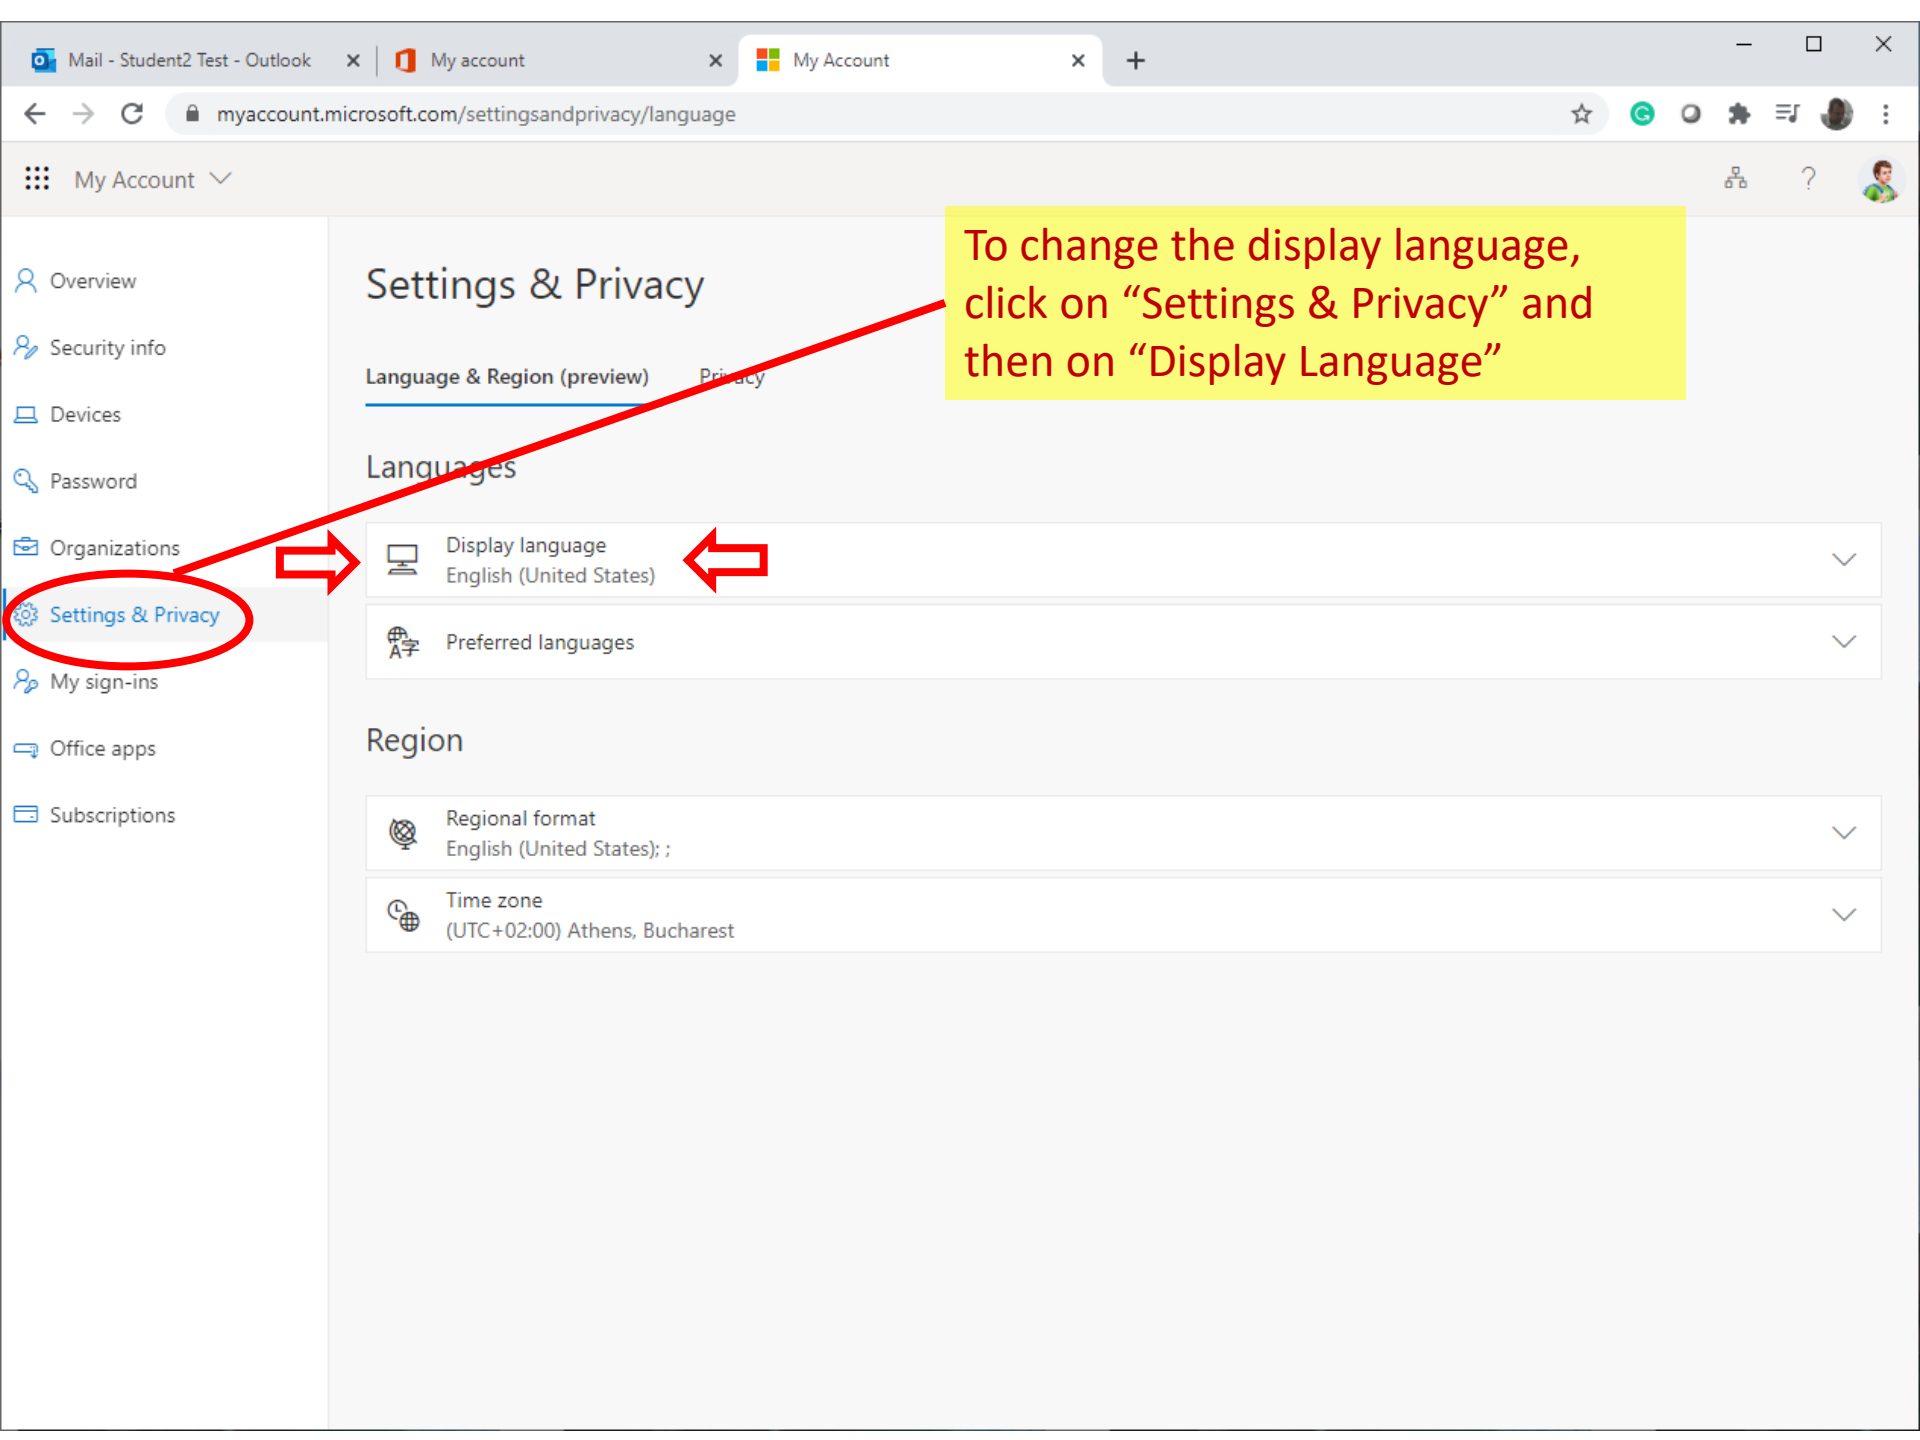 Mail - Student2 Test - Outlook
My account
My Account
myaccount.microsoft.com/settingsandprivacy/language
My Account
?
To change the display language,
click on “Settings & Privacy” and
then on “Display Language”
Overview
Security info
Devices
Password
Organizations
Settings & Privacy
My sign-ins
Office apps
Subscriptions
Settings & Privacy
Language & Region (preview) Privacy
Languages
Display language
English (United States)
Preferred languages
Region
Regional format
English (United States); ;
Time zone
(UTC+02:00) Athens, Bucharest